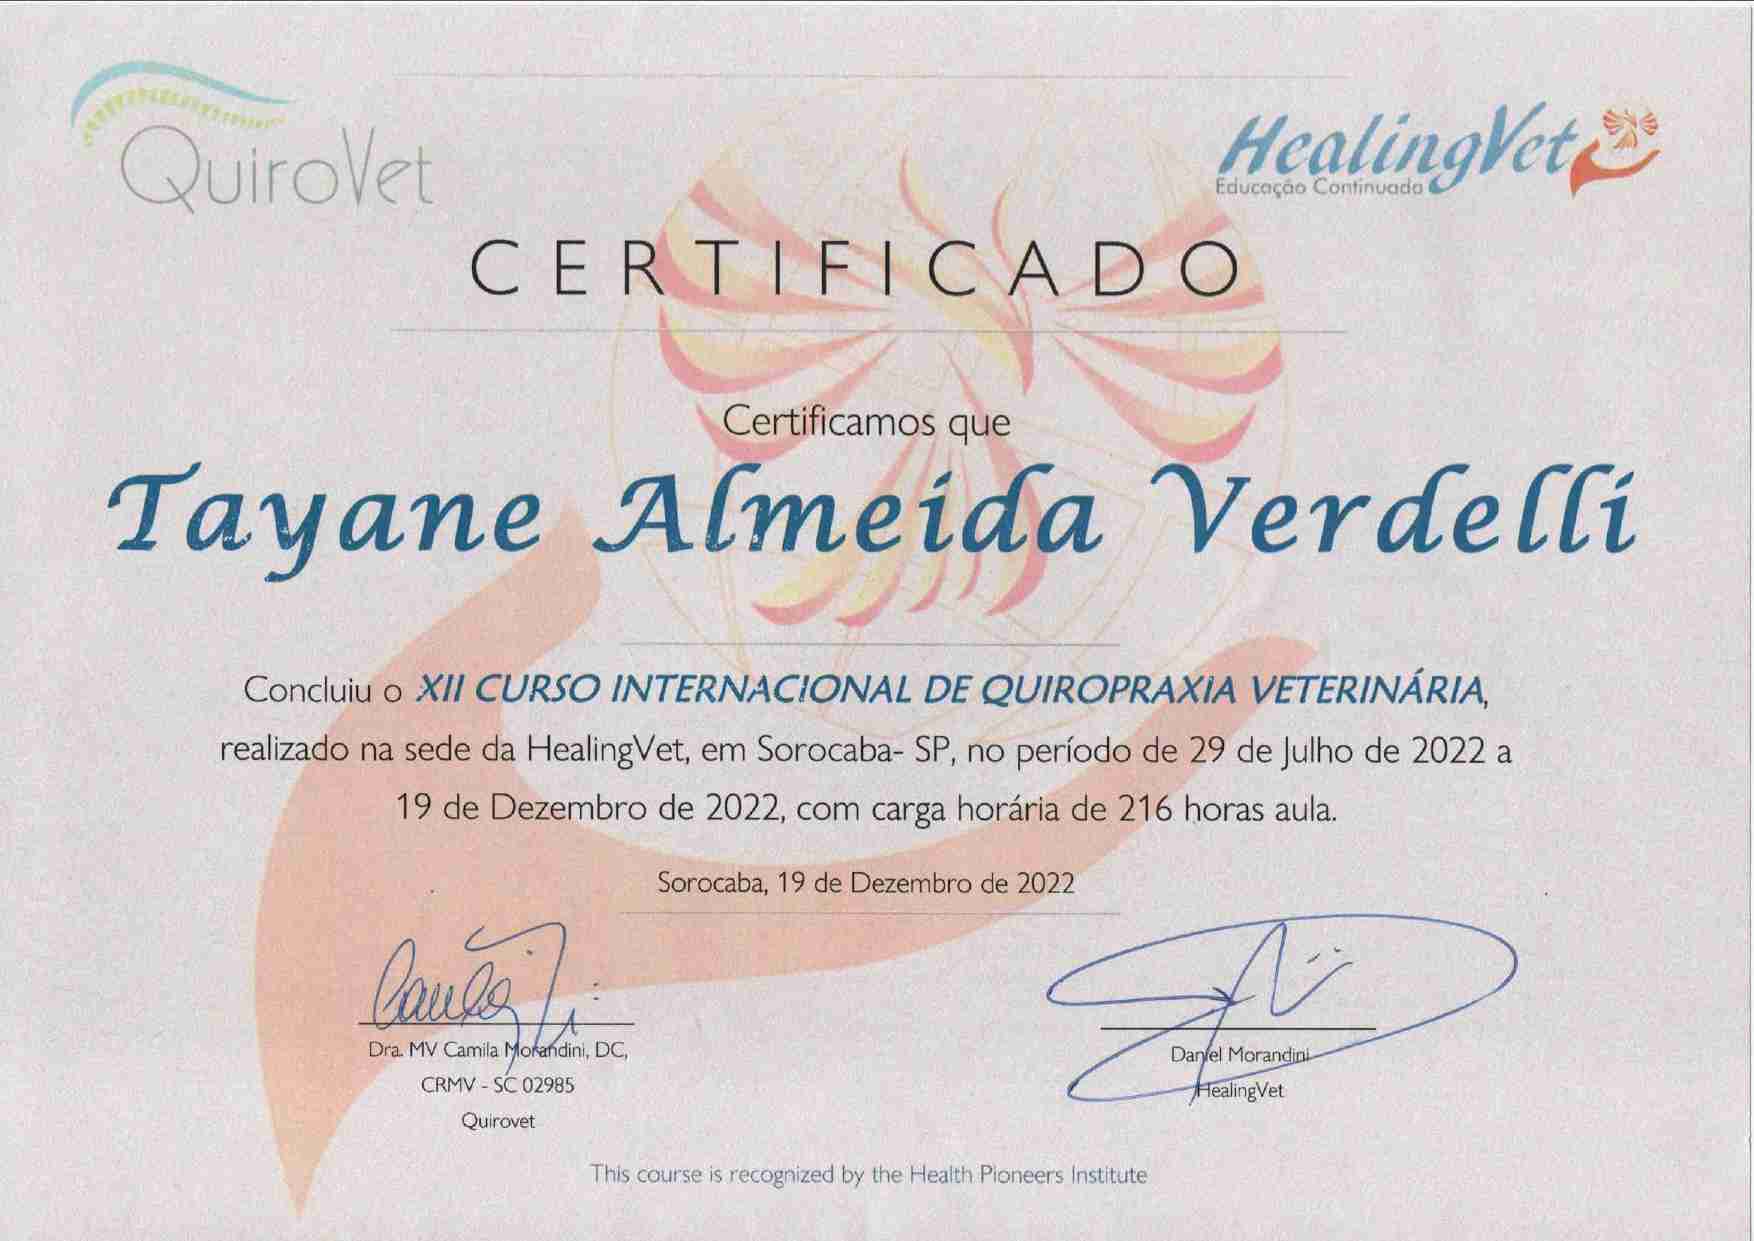 QuiroVet
HealingVet
Educação Continuada
CERTIFICADO
Certificamos que
Tayane Almeida Verdelli
Concluiu o XII CURSO INTERNACIONAL DE QUIROPRAXIA VETERINÁRIA,
realizado na sede da HealingVet, em Sorocaba- SP, no período de 29 de Julho de 2022 a
19 de Dezembro de 2022, com carga horária de 216 horas aula.
Sorocaba, 19 de Dezembro de 2022
Dra. MV Camila Morandini, DC,
CRMV - SC 02985
Quirovet
Daniel Morandini
HealingVet
This course is recognized by the Health Pioneers Institute